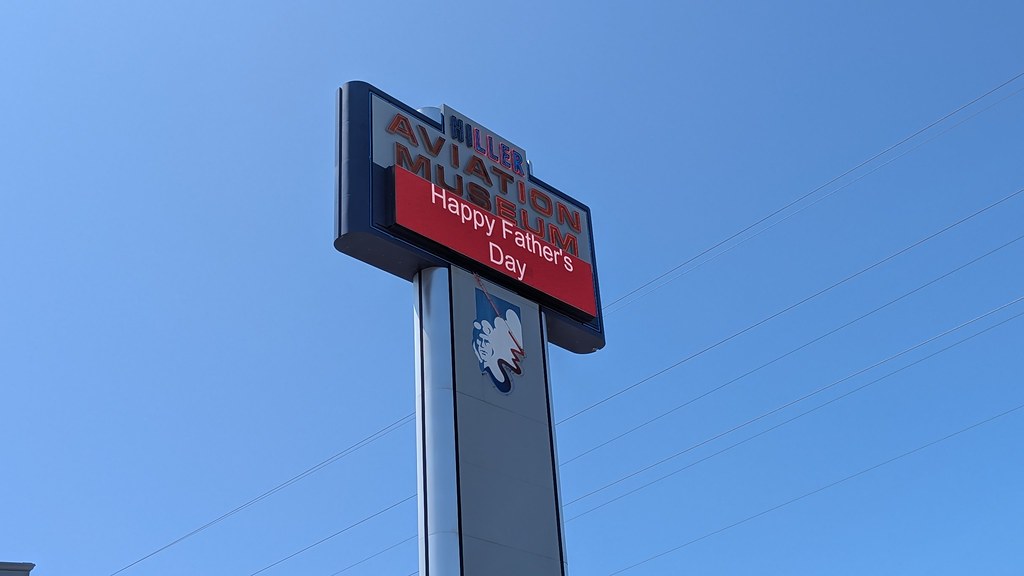 HILLER
AVIATION
MUSEUM
Happy Father's
Day